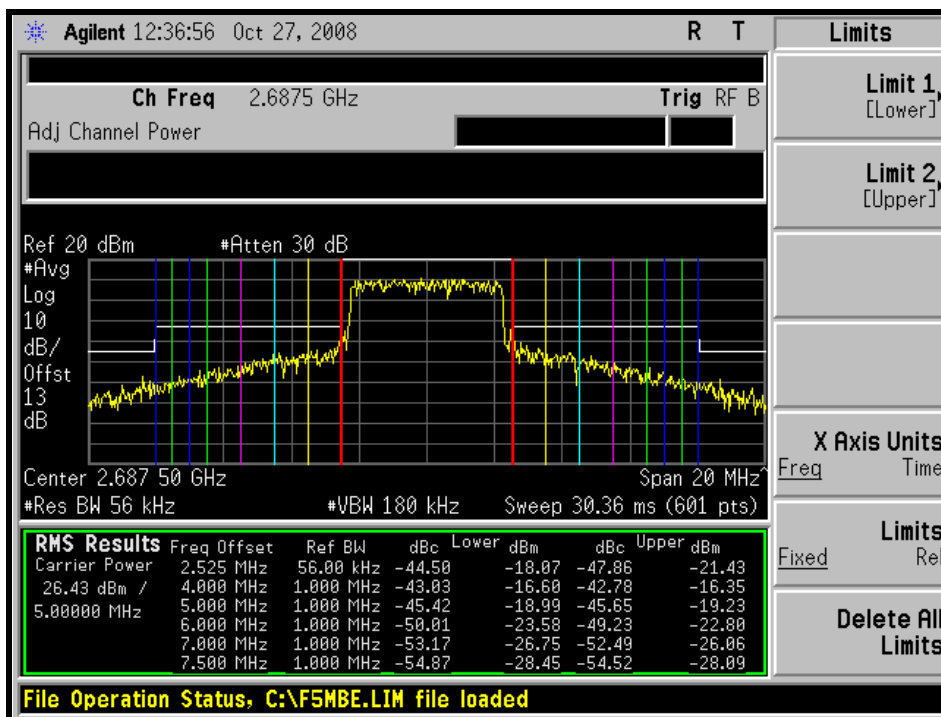 Agilent 12:36:56 Oct 27, 2008 R T
Limits
Ch Freq 2.6875 GHz Trig RF B
Adj Channel Power
Limit 1
[Lower]
Limit 2
[Upper]
Ref 20 dBm #Atten 30 dB
#Avg
Log
10
dB/
Offst
13
dB
Center 2.687 50 GHz Span 20 MHz^
#Res BW 56 kHz #VBW 180 kHz Sweep 30.36 ms (601 pts)
X Axis Units
Freq Time
Limits
Fixed Rel
Delete All
Limits
RMS Results Freq Offset Ref BW dBc Lower dBm dBc Upper dBm
Carrier Power 2.525 MHz 56.00 kHz -44.50 -18.07 -47.86 -21.43
26.43 dBm / 4.000 MHz 1.000 MHz -43.03 -16.60 -42.78 -16.35
5.00000 MHz 5.000 MHz 1.000 MHz -45.42 -18.99 -45.65 -19.23
6.000 MHz 1.000 MHz -50.01 -23.58 -49.23 -22.80
7.000 MHz 1.000 MHz -53.17 -26.75 -52.49 -26.06
7.500 MHz 1.000 MHz -54.87 -28.45 -54.52 -28.09
File Operation Status, C:\F5MBE.LIM file loaded